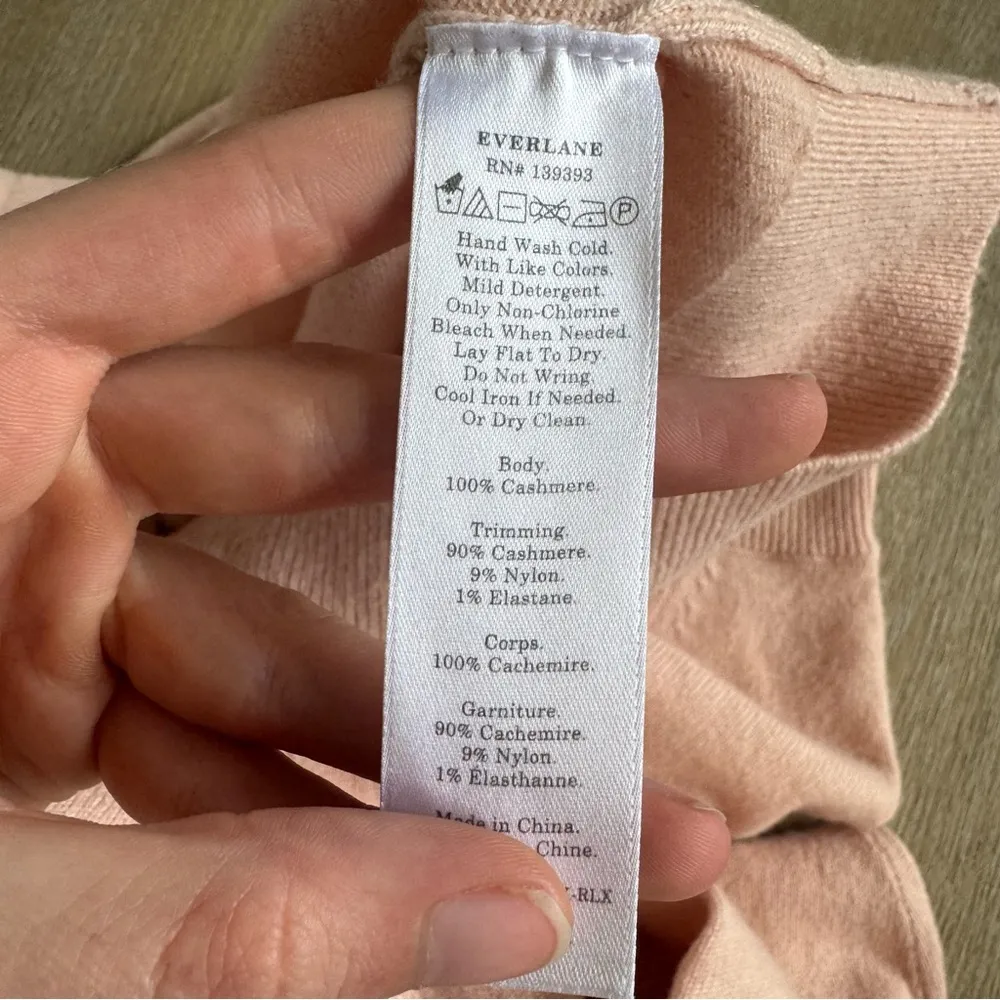 EVERLANE
RN# 139393
P
Hand Wash Cold.
With Like Colors.
Mild Detergent.
Only Non-Chlorine
Bleach When Needed.
Lay Flat To Dry.
Do Not Wring
Cool Iron If Needed.
Or Dry Clean.
Body.
100% Cashmere.
Trimming.
90% Cashmere.
9% Nylon.
1% Elastane.
Corps.
100% Cachemire.
Garniture.
90% Cachemire.
9% Nylon.
1% Elasthanne.
Made in China.
Chine.
-RLX